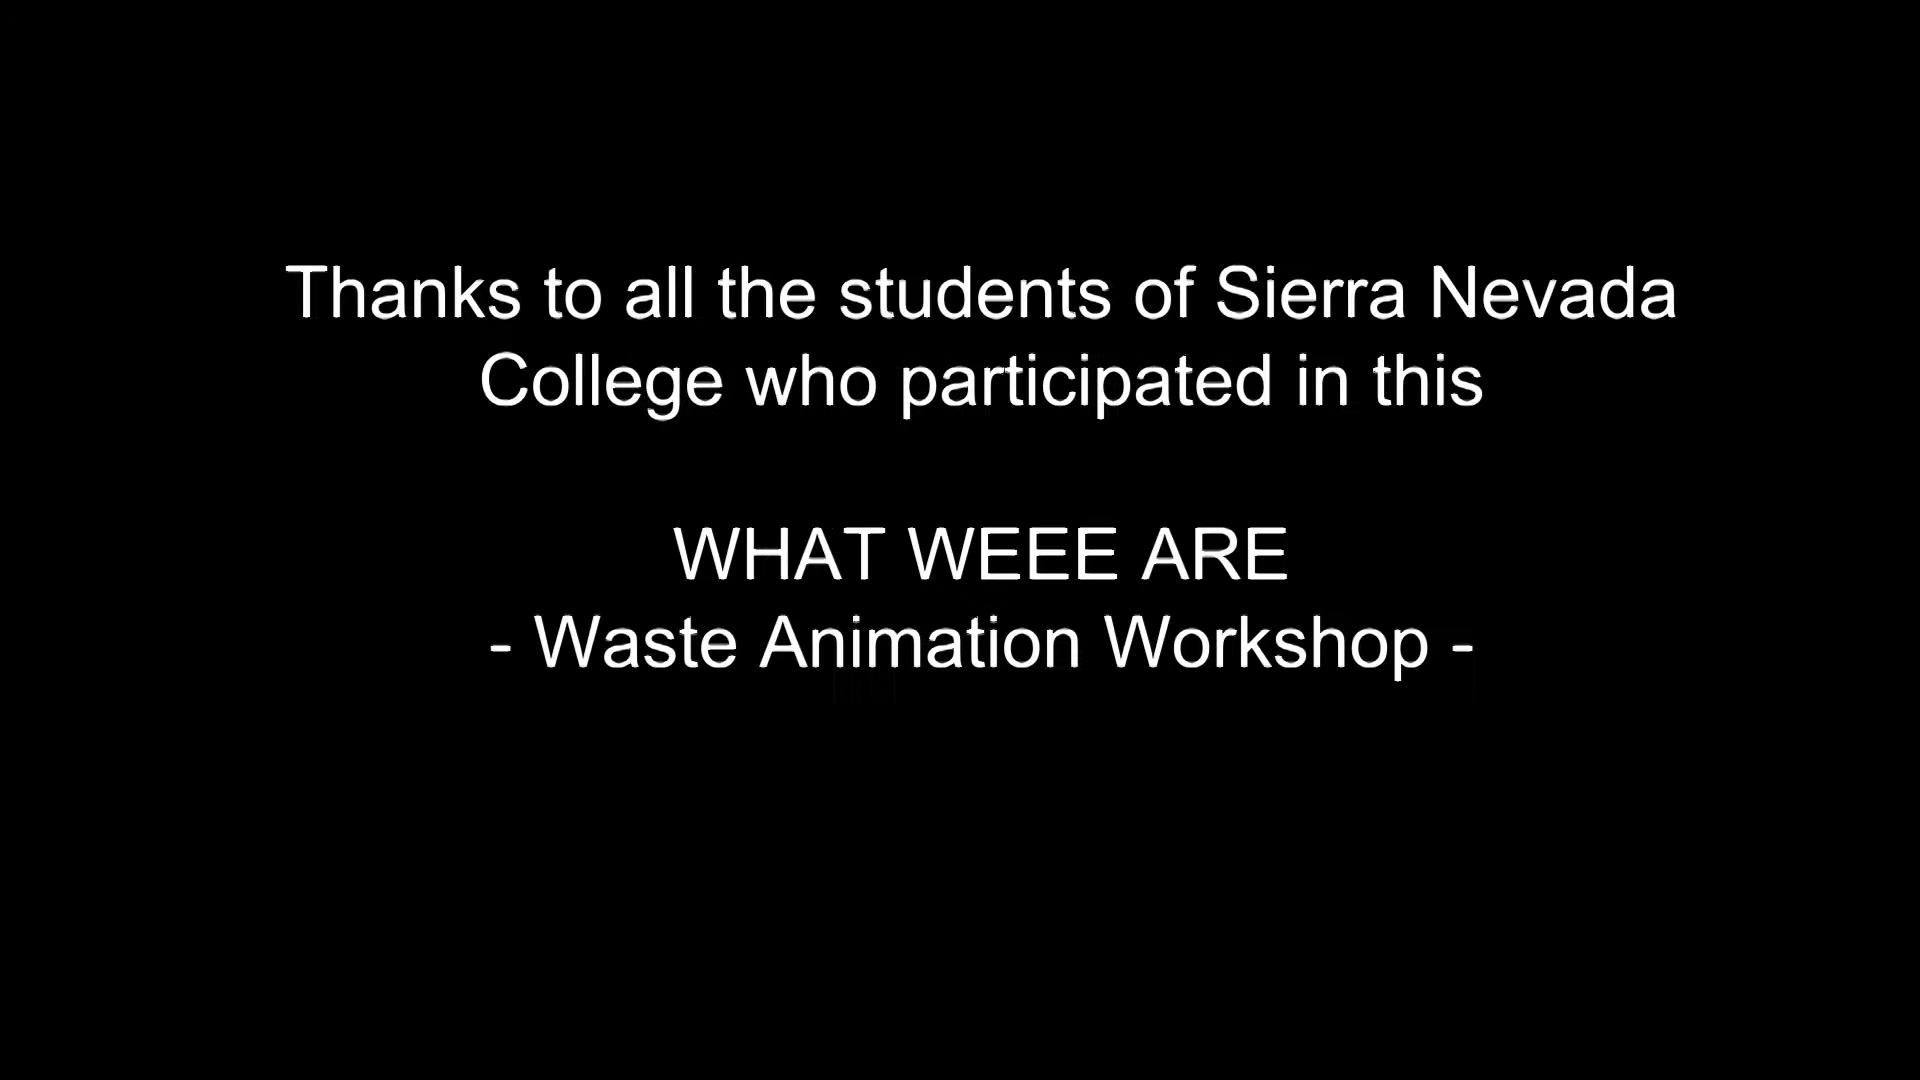 Thanks to all the students of Sierra Nevada
College who participated in this
WHAT WEEE ARE
- Waste Animation Workshop -